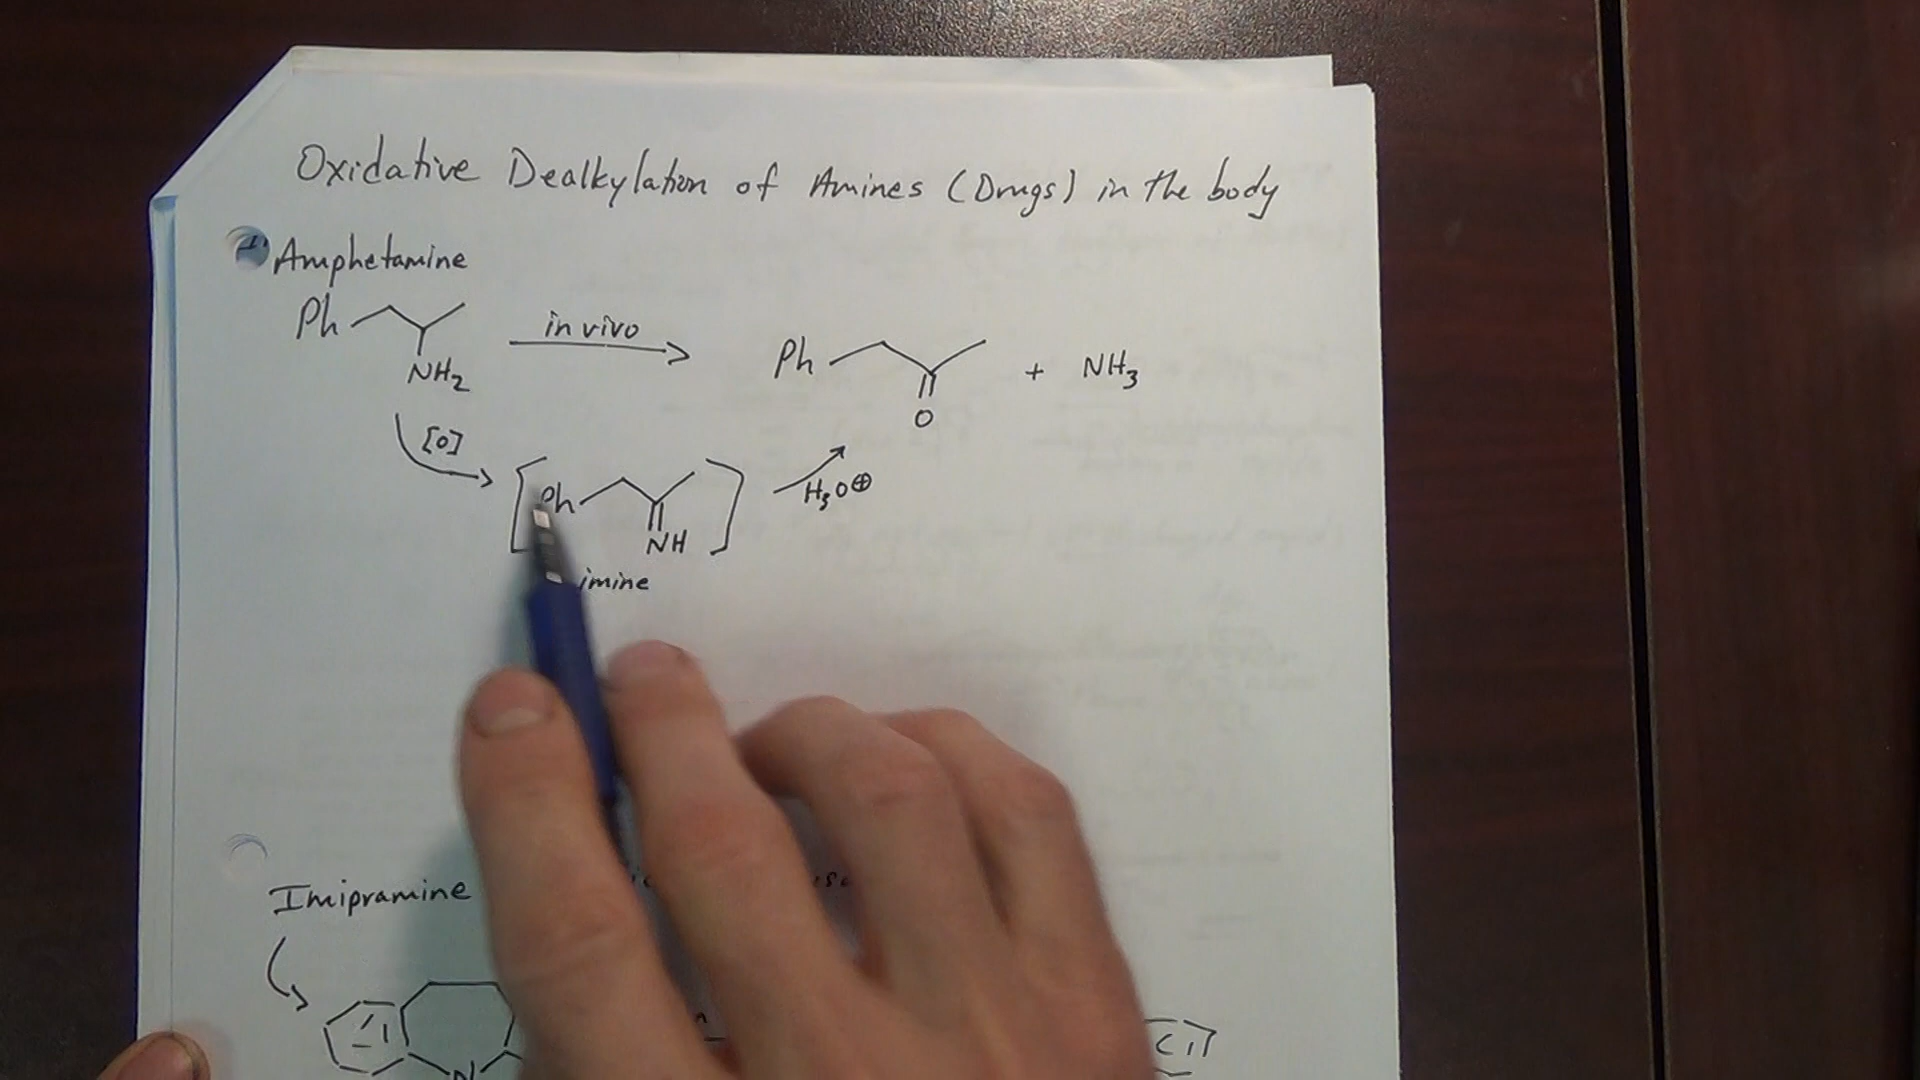 Oxidative Dealkylation of Amines (Drugs) in the body
Amphetamine
Ph NH2 in vivo Ph O + NH3
[O] Ph NH H3O⊕
imine
Imipramine
N